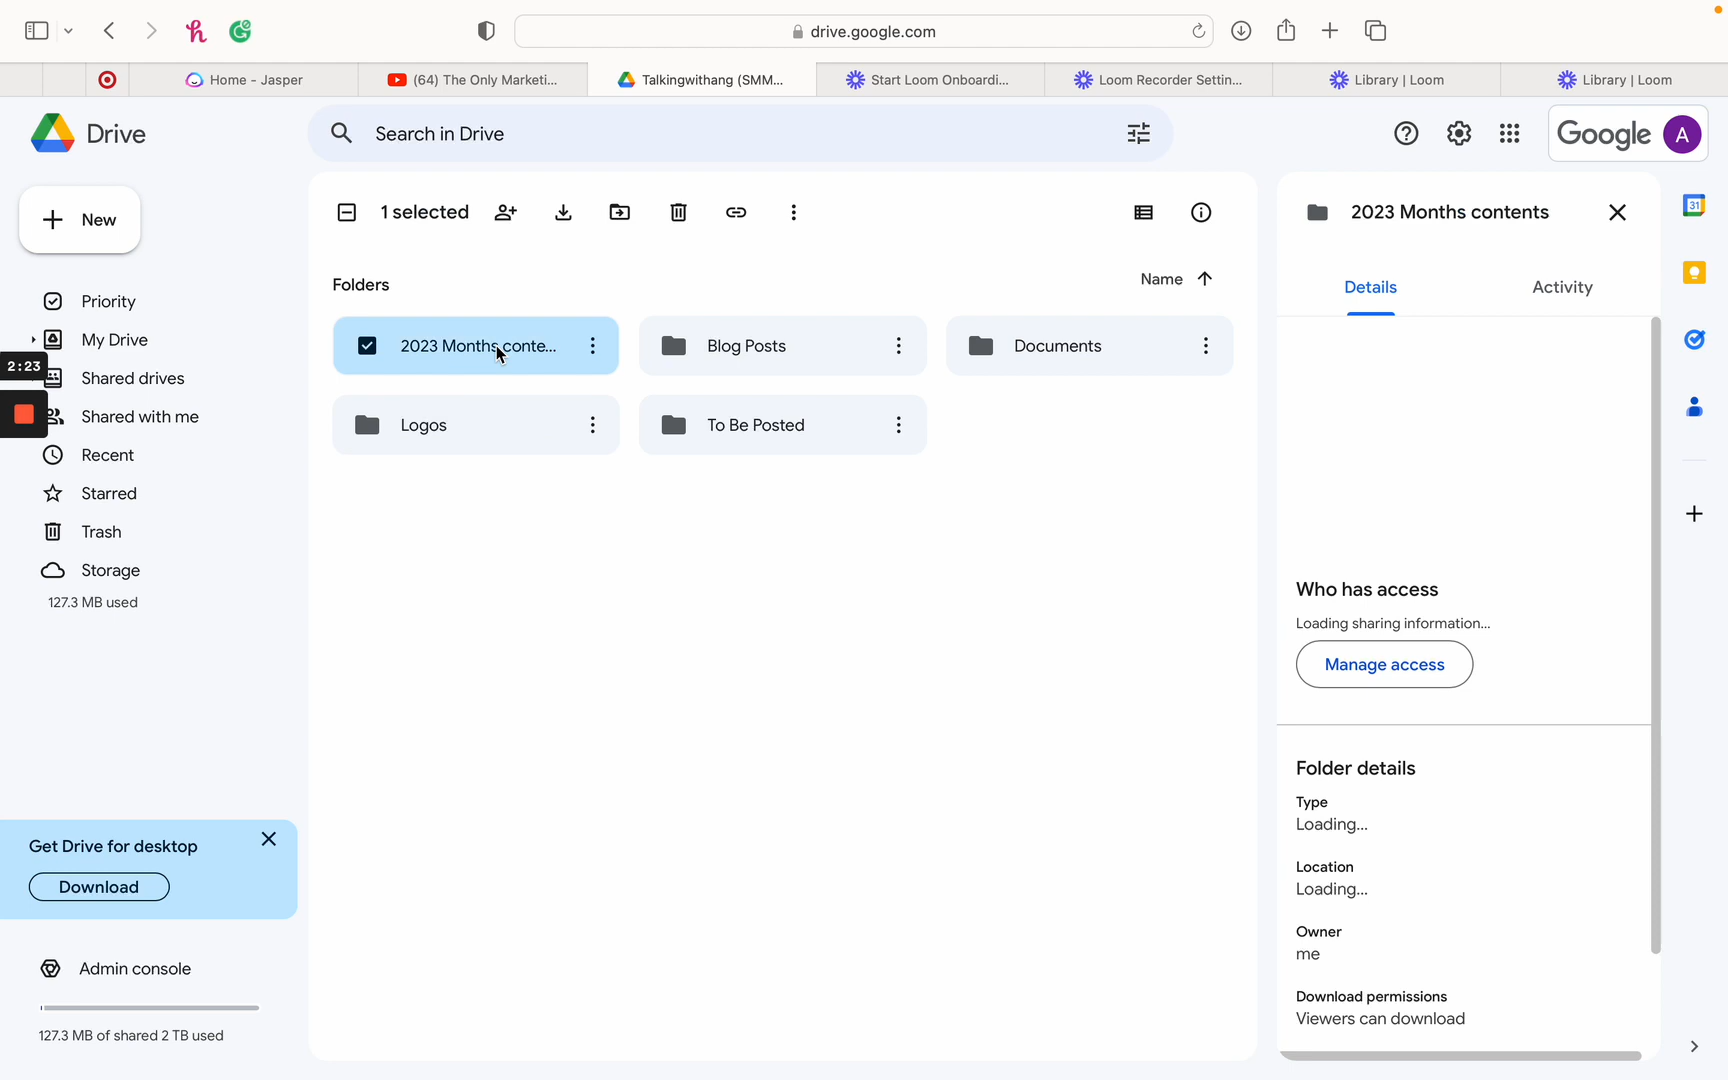 drive.google.com
Home - Jasper
(64) The Only Marketi...
Talkingwithang (SMM...
Start Loom Onboardi...
Loom Recorder Settin...
Library | Loom
Library | Loom
Drive
Search in Drive
Google
A
New
1 selected
2023 Months contents
31
Folders
Name
Details
Activity
Priority
My Drive
2:23
Shared drives
Shared with me
Recent
Starred
Trash
Storage
127.3 MB used
2023 Months conte...
Blog Posts
Documents
Logos
To Be Posted
Who has access
Loading sharing information...
Manage access
Folder details
Type
Loading...
Location
Loading...
Owner
me
Download permissions
Viewers can download
Get Drive for desktop
Download
Admin console
127.3 MB of shared 2 TB used